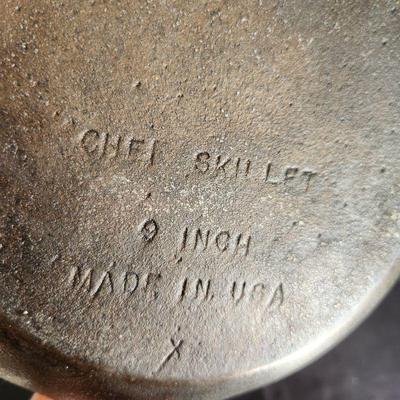 CHEF SKILLET
9 INCH
MADE IN USA
X